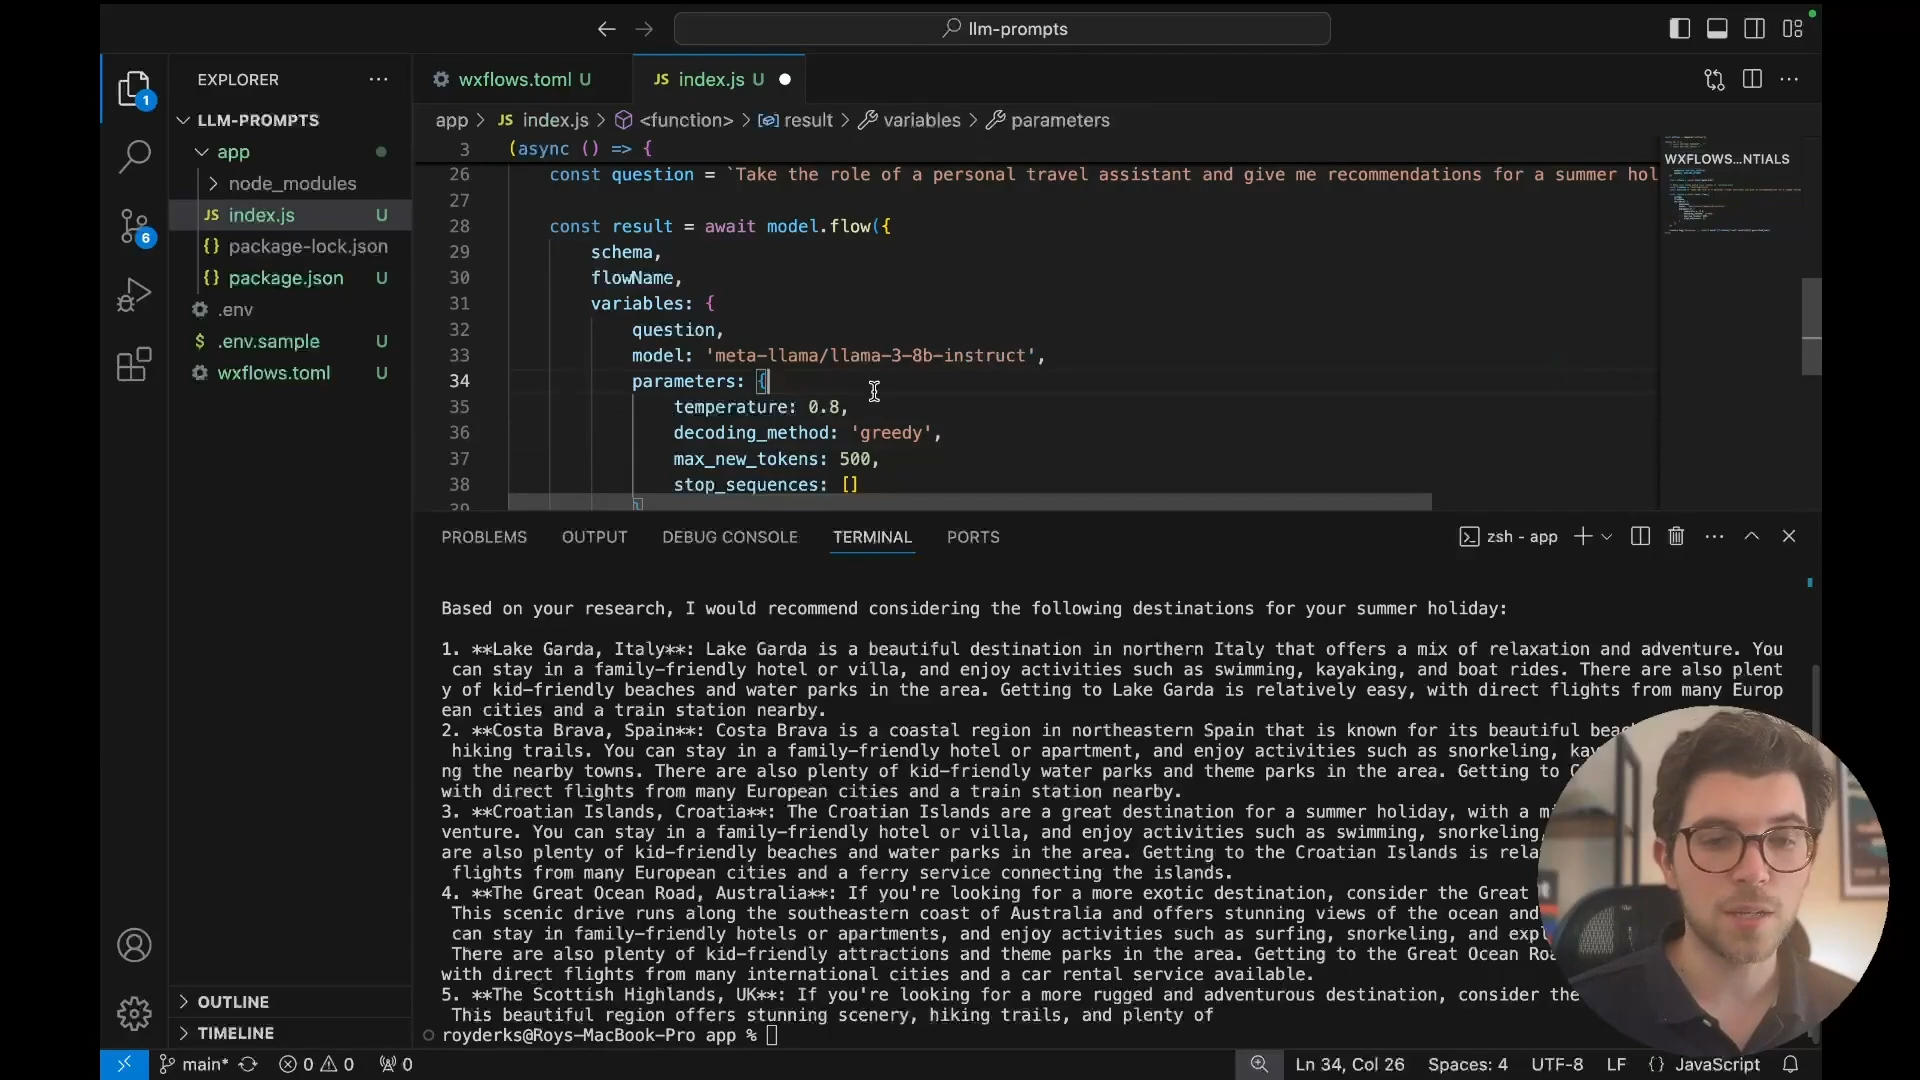 llm-prompts
EXPLORER
LLM-PROMPTS
app
node_modules
JS index.js U
{} package-lock.json
{} package.json U
.env
$ .env.sample U
wxflows.toml U
OUTLINE
TIMELINE
1
6
wxflows.toml U
JS index.js U
app > JS index.js > <function> > result > variables > parameters
3 (async () => {
26 const question = `Take the role of a personal travel assistant and give me recommendations for a summer hol
27
28 const result = await model.flow({
29 schema,
30 flowName,
31 variables: {
32 question,
33 model: 'meta-llama/llama-3-8b-instruct',
34 parameters: {
35 temperature: 0.8,
36 decoding_method: 'greedy',
37 max_new_tokens: 500,
38 stop_sequences: []
39 }
WXFLOWS...NTIALS
PROBLEMS OUTPUT DEBUG CONSOLE TERMINAL PORTS
zsh - app
Based on your research, I would recommend considering the following destinations for your summer holiday:
1. **Lake Garda, Italy**: Lake Garda is a beautiful destination in northern Italy that offers a mix of relaxation and adventure. You
can stay in a family-friendly hotel or villa, and enjoy activities such as swimming, kayaking, and boat rides. There are also plent
y of kid-friendly beaches and water parks in the area. Getting to Lake Garda is relatively easy, with direct flights from many Europ
ean cities and a train station nearby.
2. **Costa Brava, Spain**: Costa Brava is a coastal region in northeastern Spain that is known for its beautiful bea
hiking trails. You can stay in a family-friendly hotel or apartment, and enjoy activities such as snorkeling, kay
ng the nearby towns. There are also plenty of kid-friendly water parks and theme parks in the area. Getting to
with direct flights from many European cities and a train station nearby.
3. **Croatian Islands, Croatia**: The Croatian Islands are a great destination for a summer holiday, with a mi
venture. You can stay in a family-friendly hotel or villa, and enjoy activities such as swimming, snorkeling,
are also plenty of kid-friendly beaches and water parks in the area. Getting to the Croatian Islands is rela
flights from many European cities and a ferry service connecting the islands.
4. **The Great Ocean Road, Australia**: If you're looking for a more exotic destination, consider the Great
This scenic drive runs along the southeastern coast of Australia and offers stunning views of the ocean and
can stay in family-friendly hotels or apartments, and enjoy activities such as surfing, snorkeling, and expl
There are also plenty of kid-friendly attractions and theme parks in the area. Getting to the Great Ocean Roa
with direct flights from many international cities and a car rental service available.
5. **The Scottish Highlands, UK**: If you're looking for a more rugged and adventurous destination, consider the
This beautiful region offers stunning scenery, hiking trails, and plenty of
royderks@Roys-MacBook-Pro app %
main* 0 0 0 Ln 34, Col 26 Spaces: 4 UTF-8 LF {} JavaScript